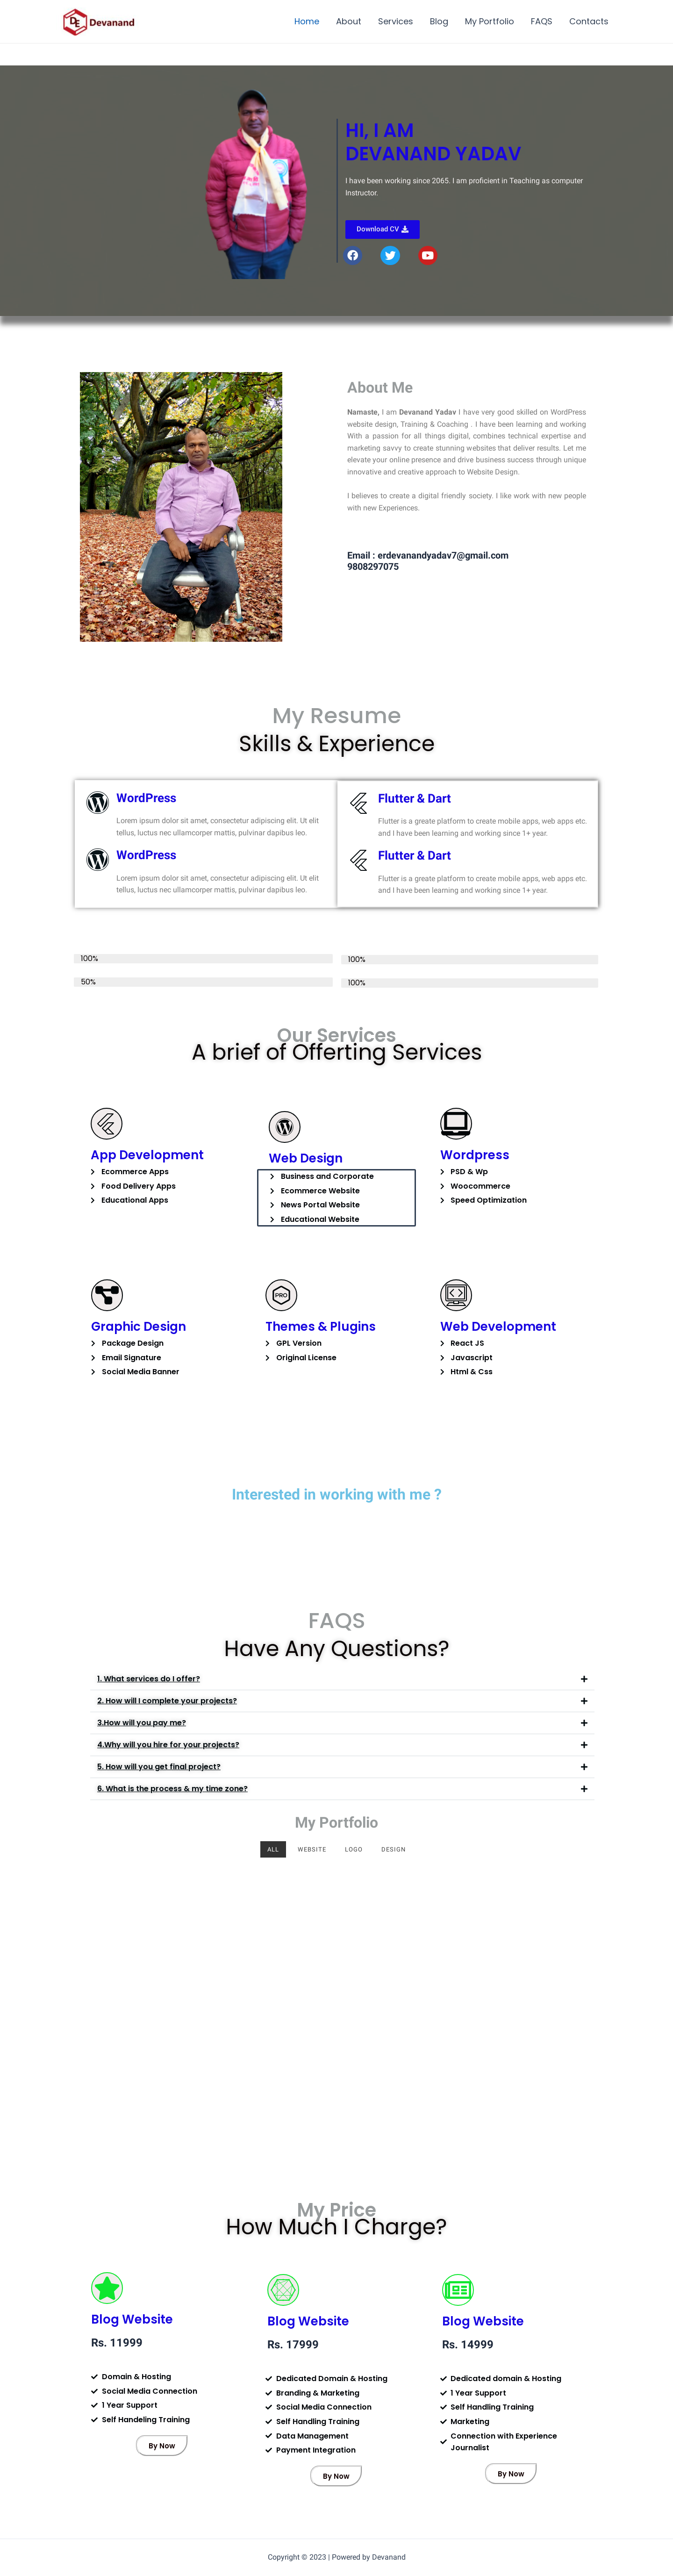 DE Devanand
Home About Services Blog My Portfolio FAQS Contacts
HI, I AM
DEVANAND YADAV
I have been working since 2065. I am proficient in Teaching as computer
Instructor.
Download CV
About Me
Namaste, I am Devanand Yadav I have very good skilled on WordPress
website design, Training & Coaching . I have been learning and working
With a passion for all things digital, combines technical expertise and
marketing savvy to create stunning websites that deliver results. Let me
elevate your online presence and drive business success through unique
innovative and creative approach to Website Design.
I believes to create a digital friendly society. I like work with new people
with new Experiences.
Email : erdevanandyadav7@gmail.com
9808297075
My Resume
Skills & Experience
WordPress
Lorem ipsum dolor sit amet, consectetur adipiscing elit. Ut elit
tellus, luctus nec ullamcorper mattis, pulvinar dapibus leo.
WordPress
Lorem ipsum dolor sit amet, consectetur adipiscing elit. Ut elit
tellus, luctus nec ullamcorper mattis, pulvinar dapibus leo.
Flutter & Dart
Flutter is a greate platform to create mobile apps, web apps etc.
and I have been learning and working since 1+ year.
Flutter & Dart
Flutter is a greate platform to create mobile apps, web apps etc.
and I have been learning and working since 1+ year.
100%
50%
100%
100%
Our Services
A brief of Offerting Services
App Development
Ecommerce Apps
Food Delivery Apps
Educational Apps
Web Design
Business and Corporate
Ecommerce Website
News Portal Website
Educational Website
Wordpress
PSD & Wp
Woocommerce
Speed Optimization
Graphic Design
Package Design
Email Signature
Social Media Banner
PRO
Themes & Plugins
GPL Version
Original License
Web Development
React JS
Javascript
Html & Css
Interested in working with me ?
FAQS
Have Any Questions?
1. What services do I offer?
2. How will I complete your projects?
3.How will you pay me?
4.Why will you hire for your projects?
5. How will you get final project?
6. What is the process & my time zone?
My Portfolio
ALL WEBSITE LOGO DESIGN
My Price
How Much I Charge?
Blog Website
Rs. 11999
Domain & Hosting
Social Media Connection
1 Year Support
Self Handeling Training
By Now
Blog Website
Rs. 17999
Dedicated Domain & Hosting
Branding & Marketing
Social Media Connection
Self Handling Training
Data Management
Payment Integration
By Now
Blog Website
Rs. 14999
Dedicated domain & Hosting
1 Year Support
Self Handling Training
Marketing
Connection with Experience
Journalist
By Now
Copyright © 2023 | Powered by Devanand